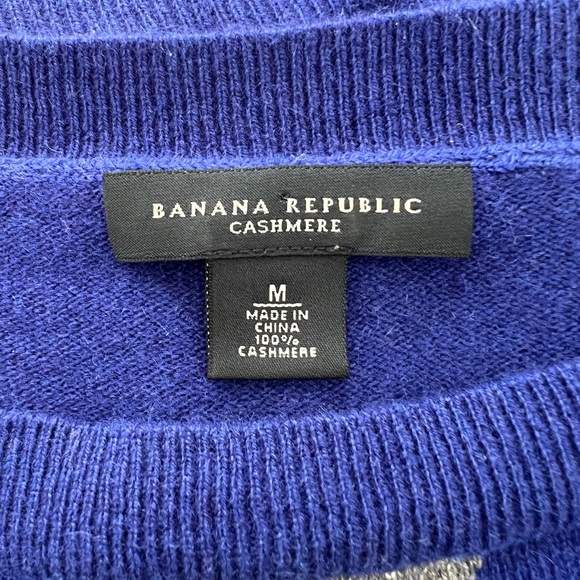 BANANA REPUBLIC
CASHMERE
M
MADE IN
CHINA
100%
CASHMERE